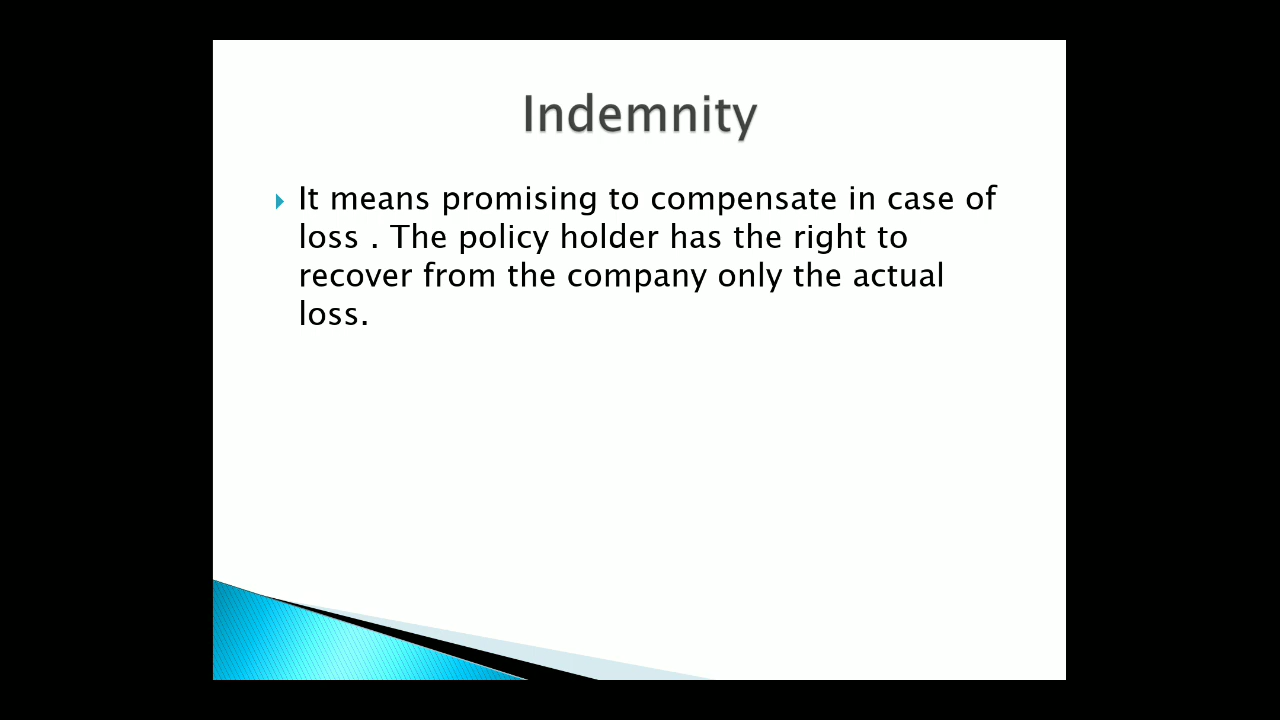 Indemnity
It means promising to compensate in case of
loss . The policy holder has the right to
recover from the company only the actual
loss.